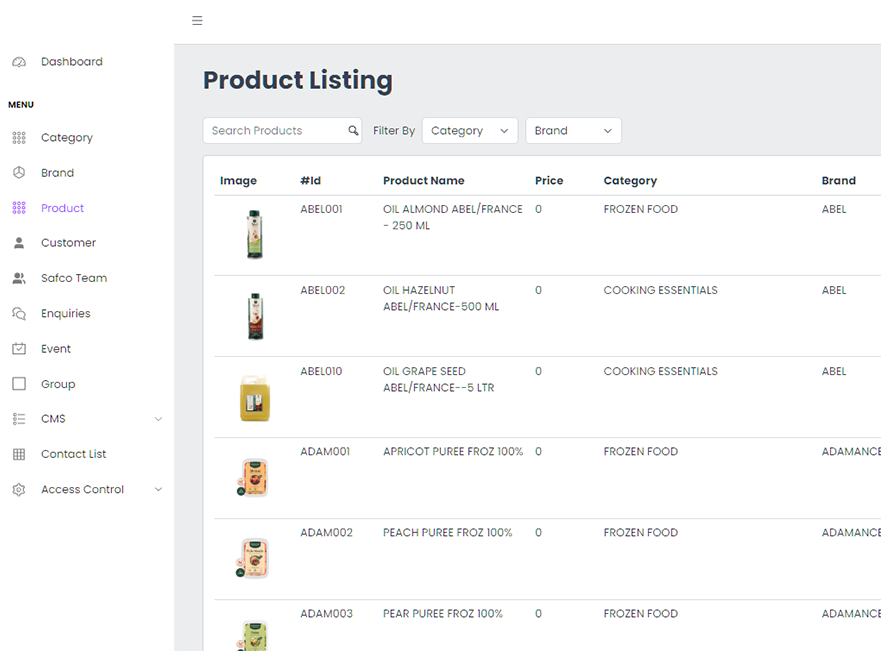 Dashboard
MENU
Category
Brand
Product
Customer
Safco Team
Enquiries
Event
Group
CMS
Contact List
Access Control
Product Listing
Search Products
Filter By
Category
Brand
Image #Id Product Name Price Category Brand
ABEL001 OIL ALMOND ABEL/FRANCE 0 FROZEN FOOD ABEL
- 250 ML
ABEL002 OIL HAZELNUT 0 COOKING ESSENTIALS ABEL
ABEL/FRANCE-500 ML
ABEL010 OIL GRAPE SEED 0 COOKING ESSENTIALS ABEL
ABEL/FRANCE--5 LTR
ADAM001 APRICOT PUREE FROZ 100% 0 FROZEN FOOD ADAMANCE
ADAM002 PEACH PUREE FROZ 100% 0 FROZEN FOOD ADAMANCE
ADAM003 PEAR PUREE FROZ 100% 0 FROZEN FOOD ADAMANCE